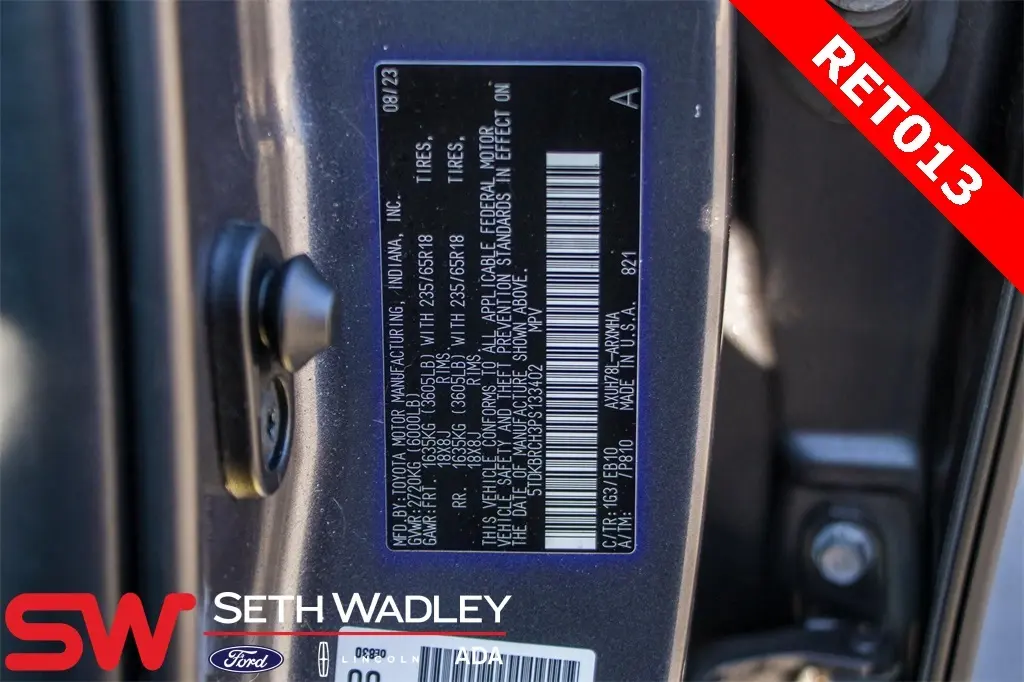 08/23
MFD.BY:TOYOTA MOTOR MANUFACTURING, INDIANA, INC.
GVWR:2720KG (6000LB)
GAWR:FRT. 1635KG (3605LB) WITH 235/65R18 TIRES,
18X8J RIMS
RR. 1635KG (3605LB) WITH 235/65R18 TIRES,
18X8J RIMS
THIS VEHICLE CONFORMS TO ALL APPLICABLE FEDERAL MOTOR
VEHICLE SAFETY AND THEFT PREVENTION STANDARDS IN EFFECT ON
THE DATE OF MANUFACTURE SHOWN ABOVE.
5TDKBRCH3PS133402 MPV
C/TR:1G3/EB10 AXUH78L-ARXMHA
A/TM: /P810 MADE IN U.S.A. 821
A
RET013
SW SETH WADLEY
Ford LINCOLN ADA